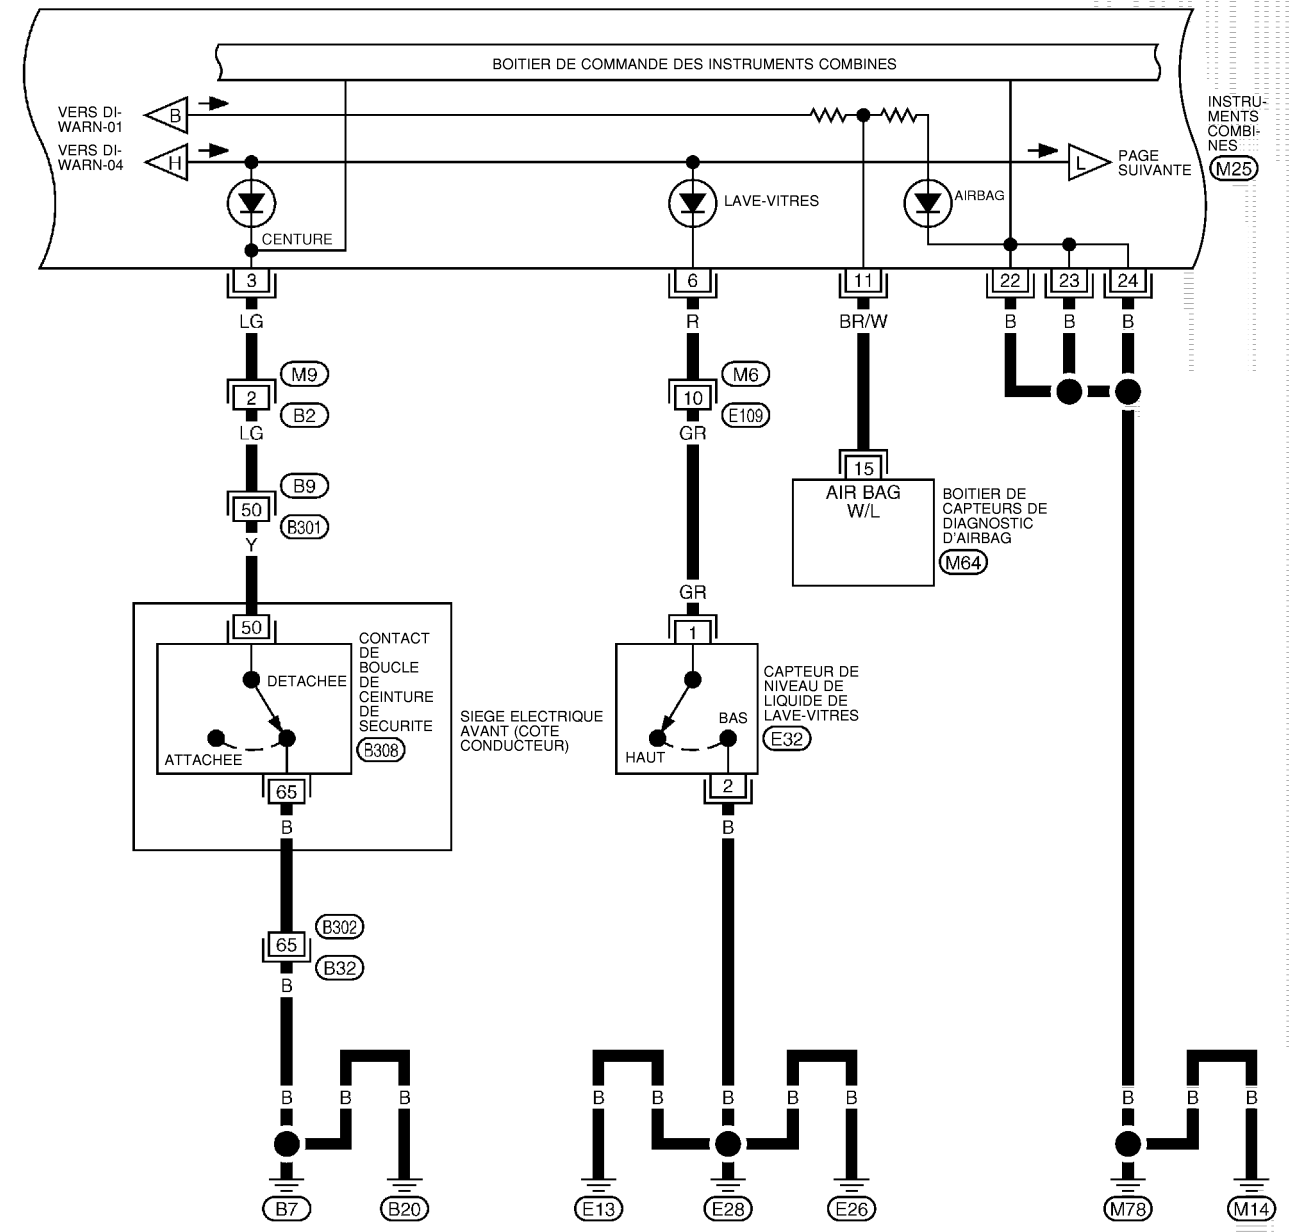 BOITIER DE COMMANDE DES INSTRUMENTS COMBINES
VERS DI-
WARN-01
B
VERS DI-
WARN-04
H
L
PAGE
SUIVANTE
INSTRU-
MENTS
COMBI-
NES
M25
CENTURE
LAVE-VITRES
AIRBAG
3
6
11
22
23
24
LG
R
BR/W
B
B
B
M9
2
B2
M6
10
E109
LG
GR
B9
50
B301
Y
15
AIR BAG
W/L
BOITIER DE
CAPTEURS DE
DIAGNOSTIC
D'AIRBAG
M64
GR
50
CONTACT
DE
BOUCLE
DE
CEINTURE
DE
SECURITE
B308
DETACHEE
ATTACHEE
65
B
SIEGE ELECTRIQUE
AVANT (COTE
CONDUCTEUR)
1
CAPTEUR DE
NIVEAU DE
LIQUIDE DE
LAVE-VITRES
E32
BAS
HAUT
2
B
B302
65
B32
B
B
B
B
B
B
B
B
B
B
B
B
B7
B20
E13
E28
E26
M78
M14